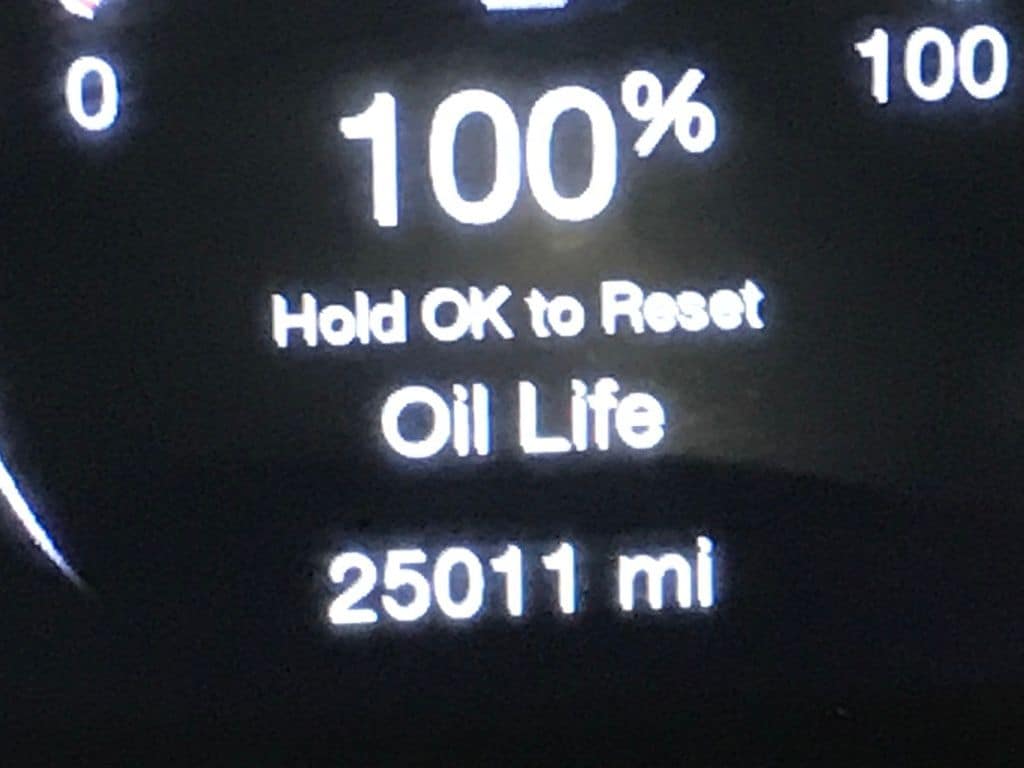 0
100
100%
Hold OK to Reset
Oil Life
25011 mi